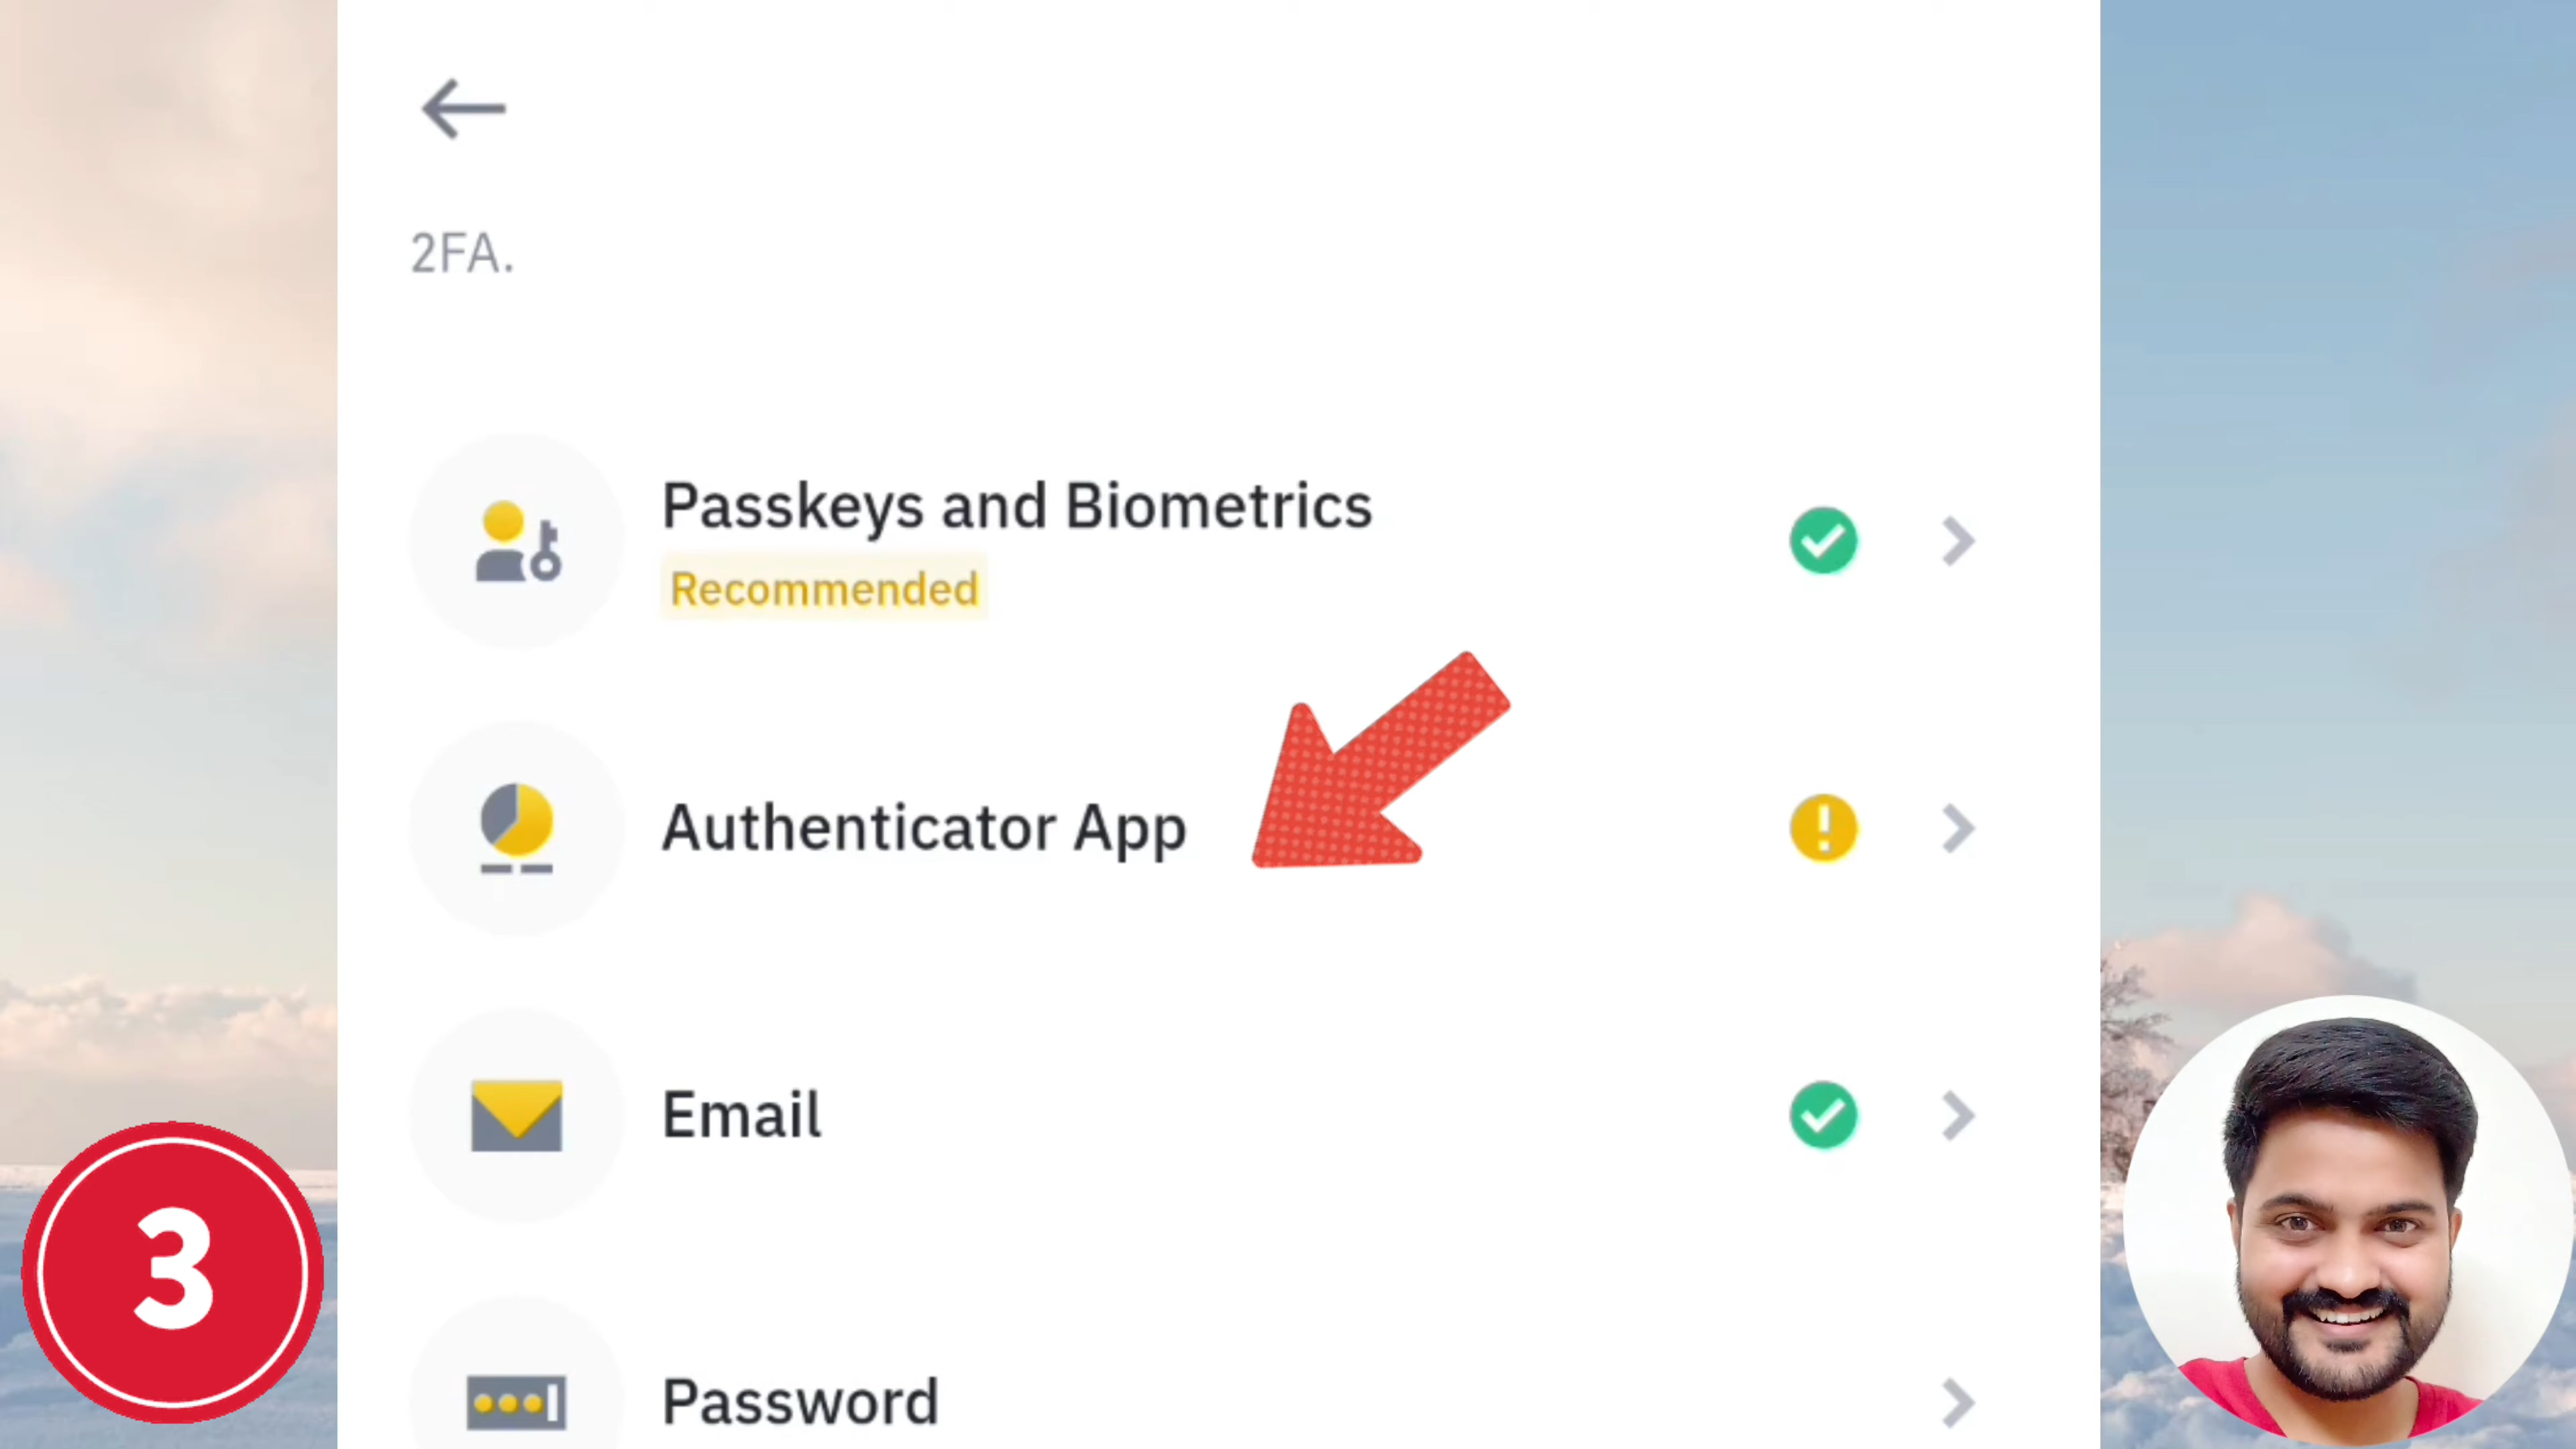 2FA.
Passkeys and Biometrics
Recommended
Authenticator App
Email
Password
3